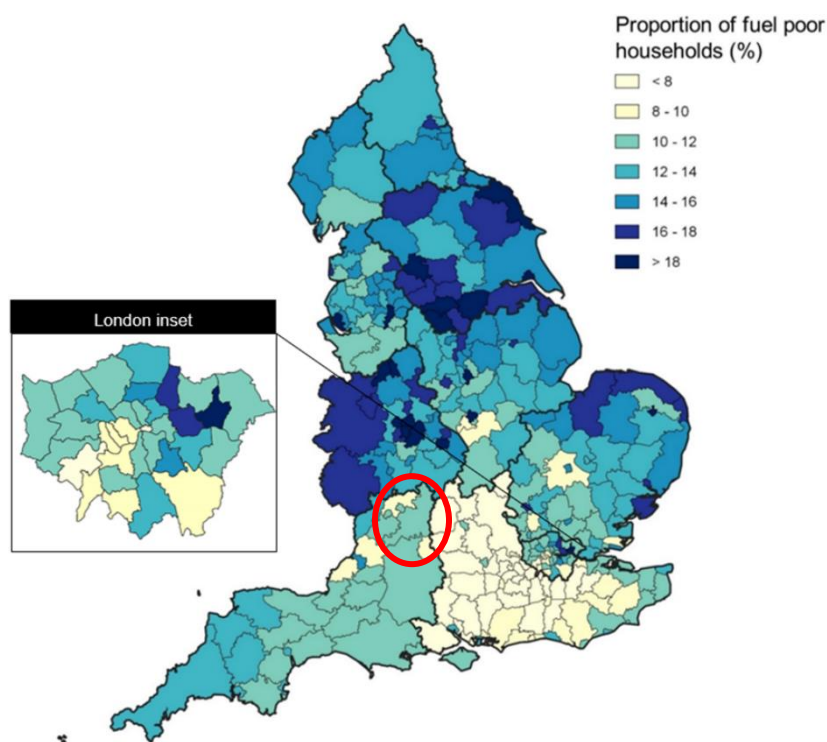 Proportion of fuel poor
households (%)
< 8
8 - 10
10 - 12
12 - 14
14 - 16
16 - 18
> 18
London inset